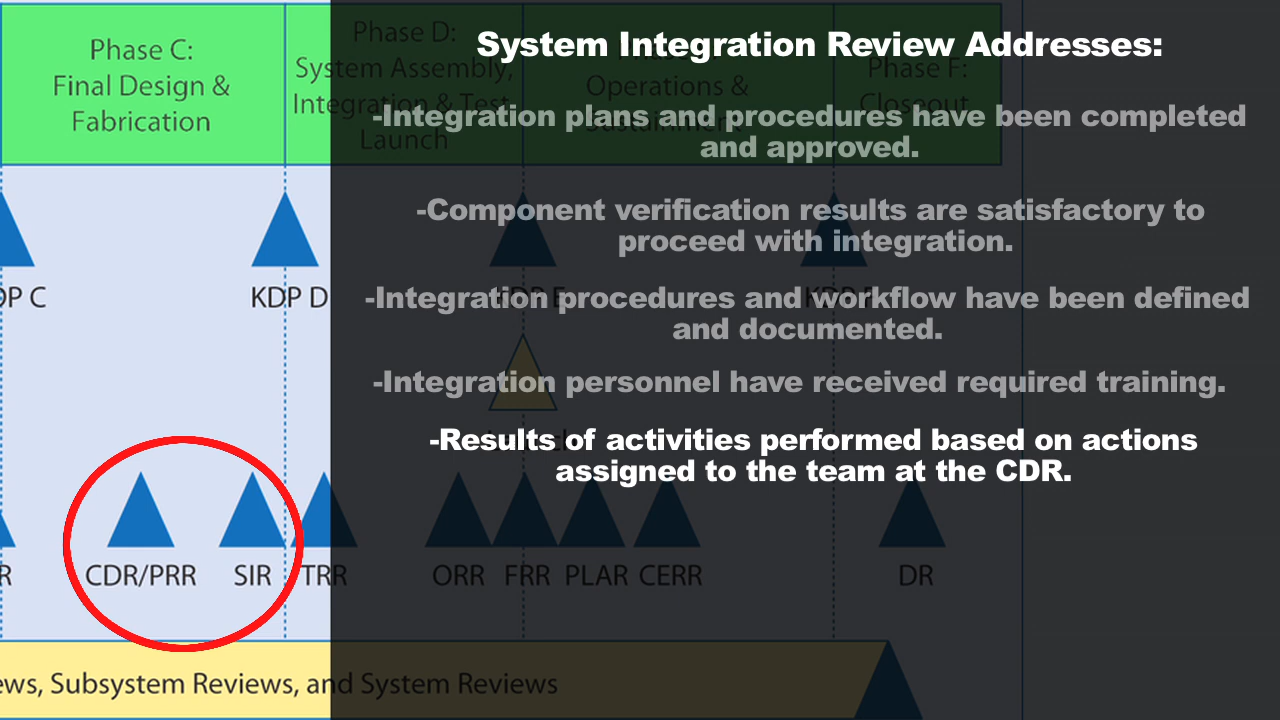 Phase C:
Final Design &
Fabrication
Phase D:
System Assembly,
Integration & Test
Launch
Operations &
Phase F:
Closeout
System Integration Review Addresses:
-Integration plans and procedures have been completed
and approved.
-Component verification results are satisfactory to
proceed with integration.
-Integration procedures and workflow have been defined
and documented.
-Integration personnel have received required training.
-Results of activities performed based on actions
assigned to the team at the CDR.
C
KDP D
CDR/PRR
SIR
TRR
ORR
FRR
PLAR
CERR
DR
Subsystem Reviews, and System Reviews